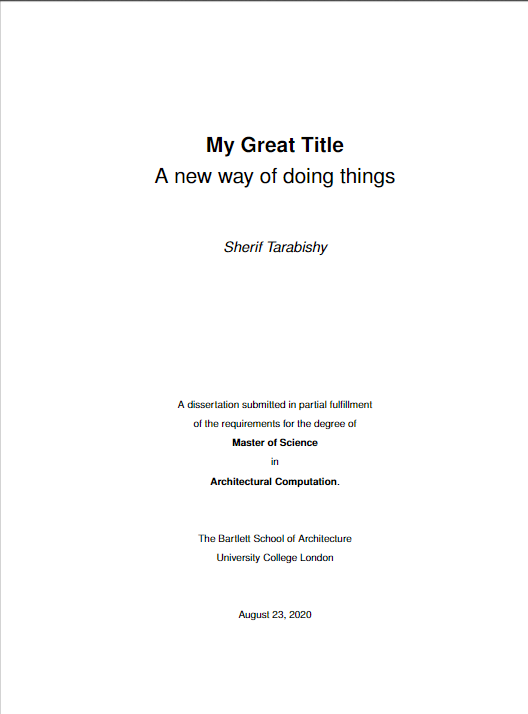 My Great Title
A new way of doing things
Sherif Tarabishy
A dissertation submitted in partial fulfillment
of the requirements for the degree of
Master of Science
in
Architectural Computation.
The Bartlett School of Architecture
University College London
August 23, 2020